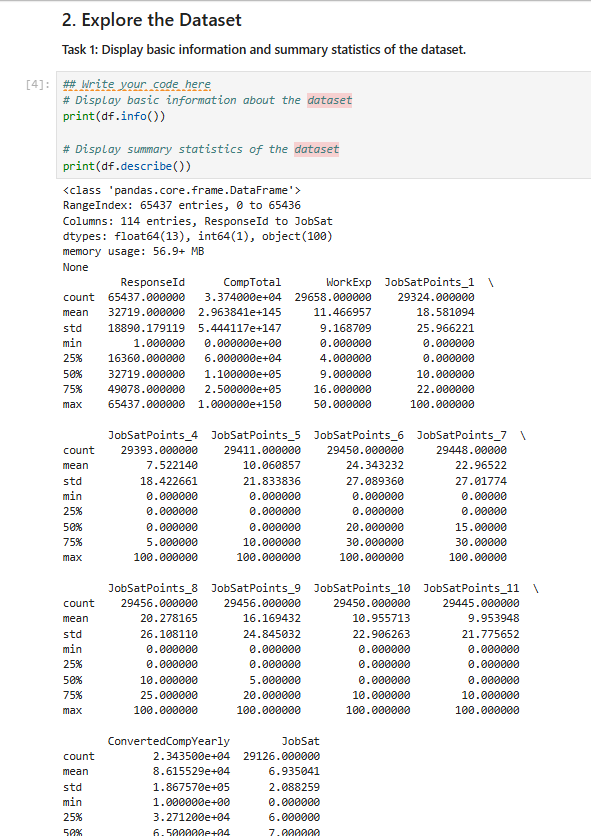 2. Explore the Dataset
Task 1: Display basic information and summary statistics of the dataset.
[4]: ## Write your code here
# Display basic information about the dataset
print(df.info())
# Display summary statistics of the dataset
print(df.describe())
<class 'pandas.core.frame.DataFrame'>
RangeIndex: 65437 entries, 0 to 65436
Columns: 114 entries, ResponseId to JobSat
dtypes: float64(13), int64(1), object(100)
memory usage: 56.9+ MB
None
ResponseId CompTotal WorkExp JobSatPoints_1 \
count 65437.000000 3.374000e+04 29658.000000 29324.000000
mean 32719.000000 2.963841e+145 11.466957 18.581094
std 18890.179119 5.444117e+147 9.168709 25.966221
min 1.000000 0.000000e+00 0.000000 0.000000
25% 16360.000000 6.000000e+04 4.000000 0.000000
50% 32719.000000 1.100000e+05 9.000000 10.000000
75% 49078.000000 2.500000e+05 16.000000 22.000000
max 65437.000000 1.000000e+150 50.000000 100.000000
JobSatPoints_4 JobSatPoints_5 JobSatPoints_6 JobSatPoints_7 \
count 29393.000000 29411.000000 29450.000000 29448.00000
mean 7.522140 10.060857 24.343232 22.96522
std 18.422661 21.833836 27.089360 27.01774
min 0.000000 0.000000 0.000000 0.00000
25% 0.000000 0.000000 0.000000 0.00000
50% 0.000000 0.000000 20.000000 15.00000
75% 5.000000 10.000000 30.000000 30.00000
max 100.000000 100.000000 100.000000 100.00000
JobSatPoints_8 JobSatPoints_9 JobSatPoints_10 JobSatPoints_11 \
count 29456.000000 29456.000000 29450.000000 29445.000000
mean 20.278165 16.169432 10.955713 9.953948
std 26.108110 24.845032 22.906263 21.775652
min 0.000000 0.000000 0.000000 0.000000
25% 0.000000 0.000000 0.000000 0.000000
50% 10.000000 5.000000 0.000000 0.000000
75% 25.000000 20.000000 10.000000 10.000000
max 100.000000 100.000000 100.000000 100.000000
ConvertedCompYearly JobSat
count 2.343500e+04 29126.000000
mean 8.615529e+04 6.935041
std 1.867570e+05 2.088259
min 1.000000e+00 0.000000
25% 3.271200e+04 6.000000
50% 6.500000e+04 7.000000